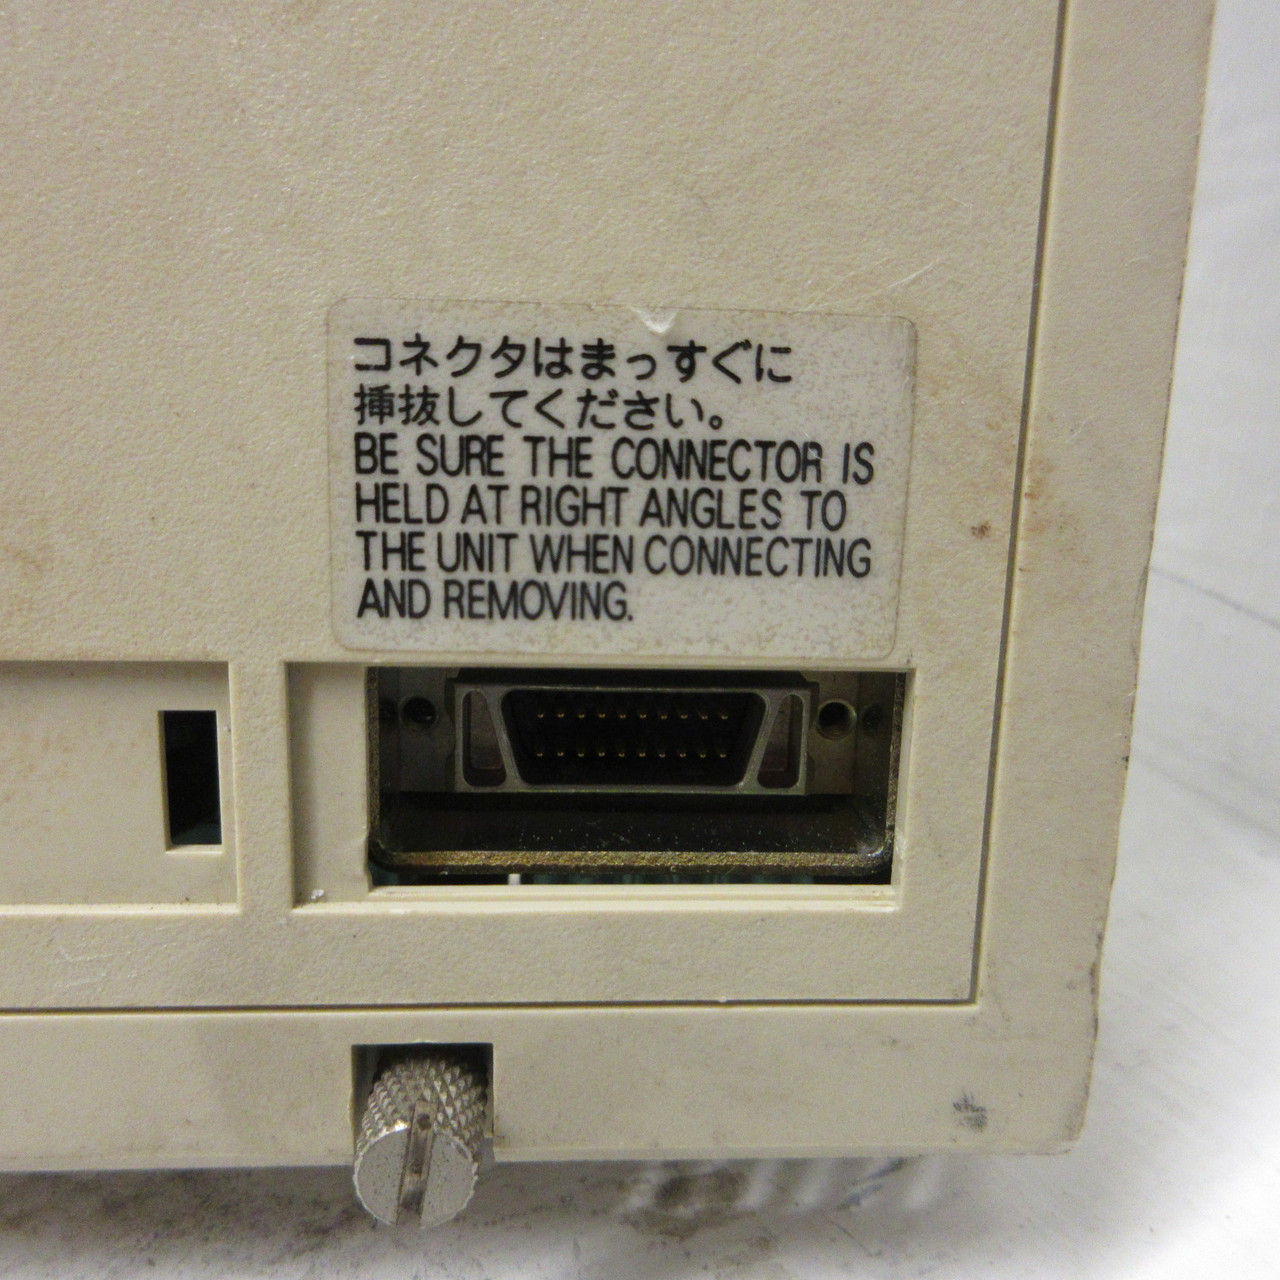 コネクタはまっすぐに
挿抜してください。
BE SURE THE CONNECTOR IS
HELD AT RIGHT ANGLES TO
THE UNIT WHEN CONNECTING
AND REMOVING.